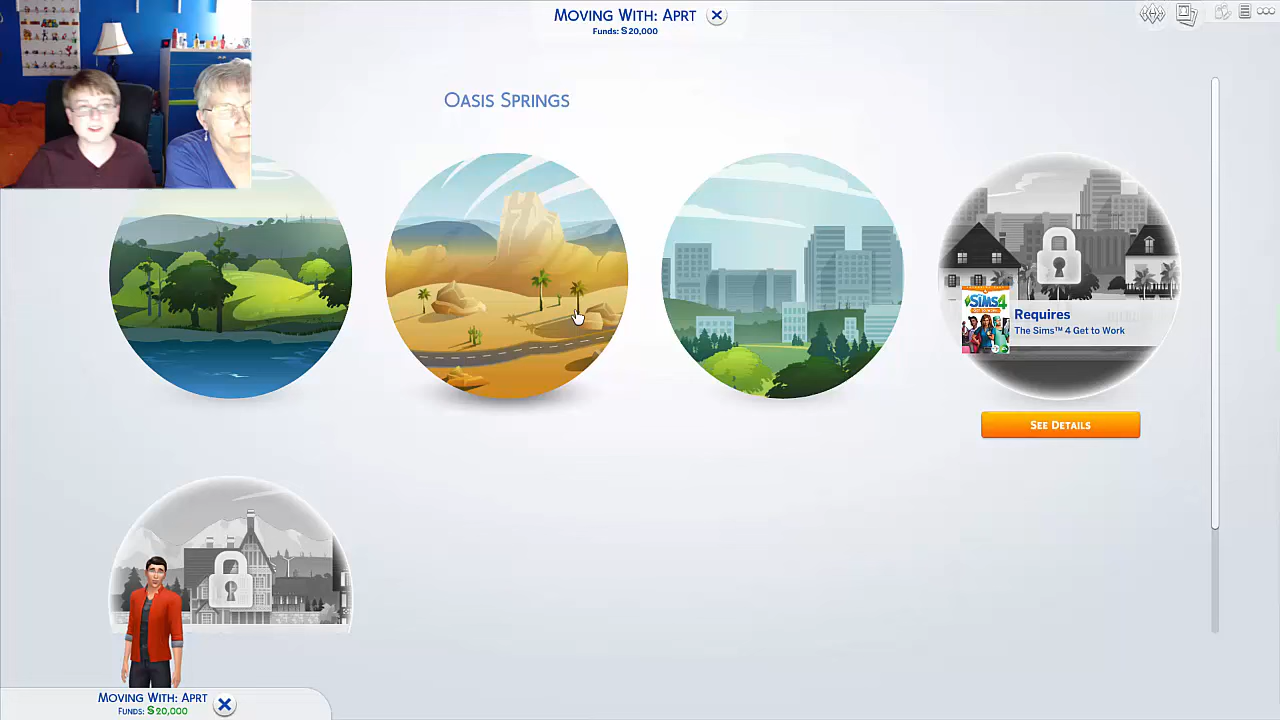 MOVING WITH: APRT
Funds: §20,000
OASIS SPRINGS
THE SIMS 4
Requires
The Sims™ 4 Get to Work
SEE DETAILS
MOVING WITH: APRT
FUNDS: §20,000